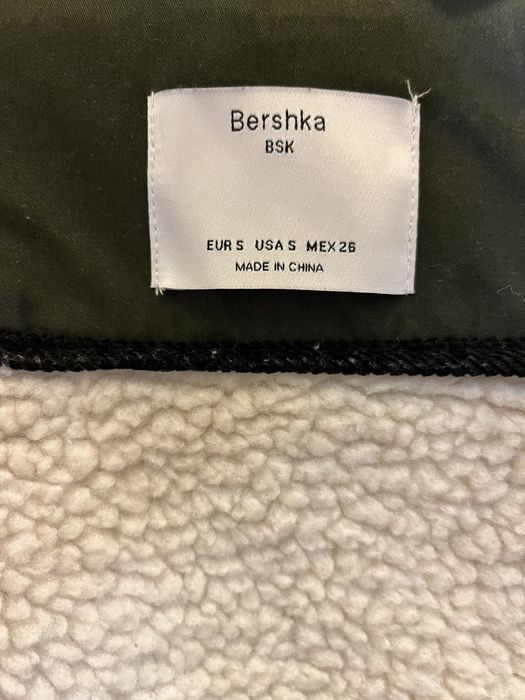 Bershka
BSK
EUR S USA S MEX 26
MADE IN CHINA